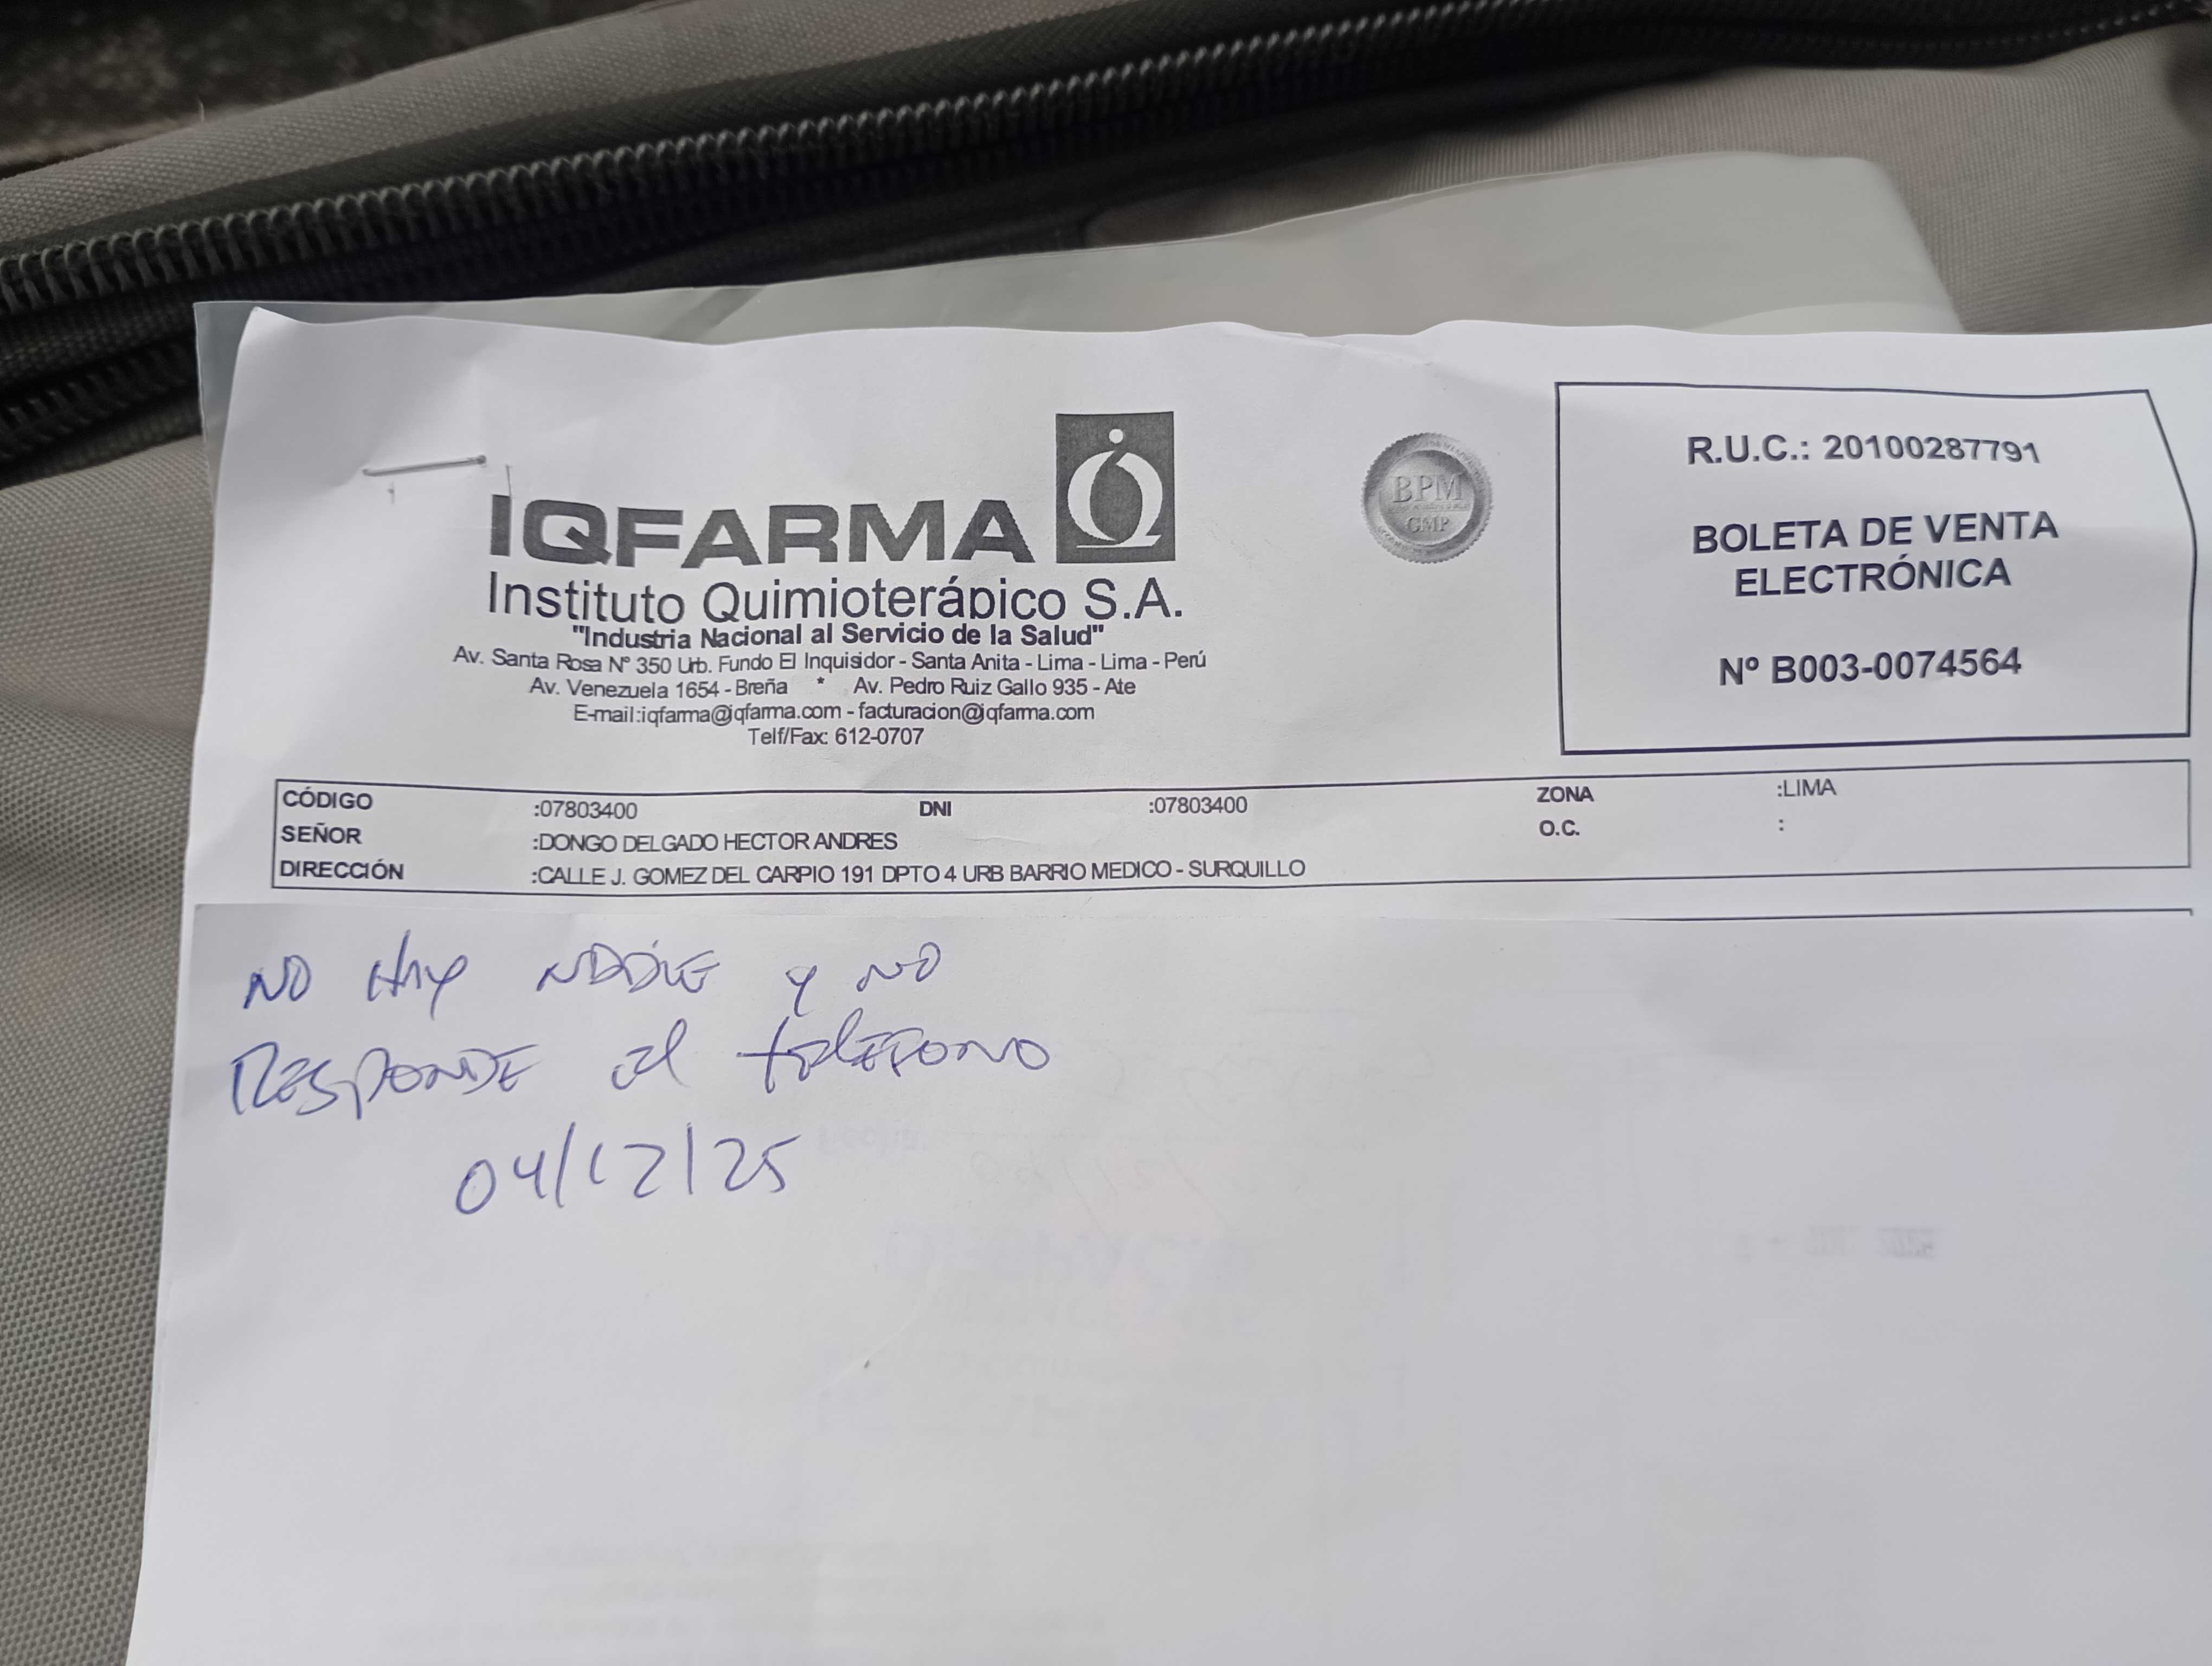 IQFARMA
BPM
GMP
Instituto Quimioterápico S.A.
"Industria Nacional al Servicio de la Salud"
Av. Santa Rosa Nº 350 Urb. Fundo El Inquisidor - Santa Anita - Lima - Lima - Perú
Av. Venezuela 1654 - Breña * Av. Pedro Ruiz Gallo 935 - Ate
E-mail:iqfarma@iqfarma.com - facturacion@iqfarma.com
Telf/Fax: 612-0707
R.U.C.: 20100287791
BOLETA DE VENTA
ELECTRÓNICA
Nº B003-0074564
CÓDIGO :07803400 DNI :07803400 ZONA :LIMA
SEÑOR :DONGO DELGADO HECTOR ANDRES O.C. :
DIRECCIÓN :CALLE J. GOMEZ DEL CARPIO 191 DPTO 4 URB BARRIO MEDICO - SURQUILLO
NO HAY NADIE y NO
RESPONDE el teleFONO
04/12/25